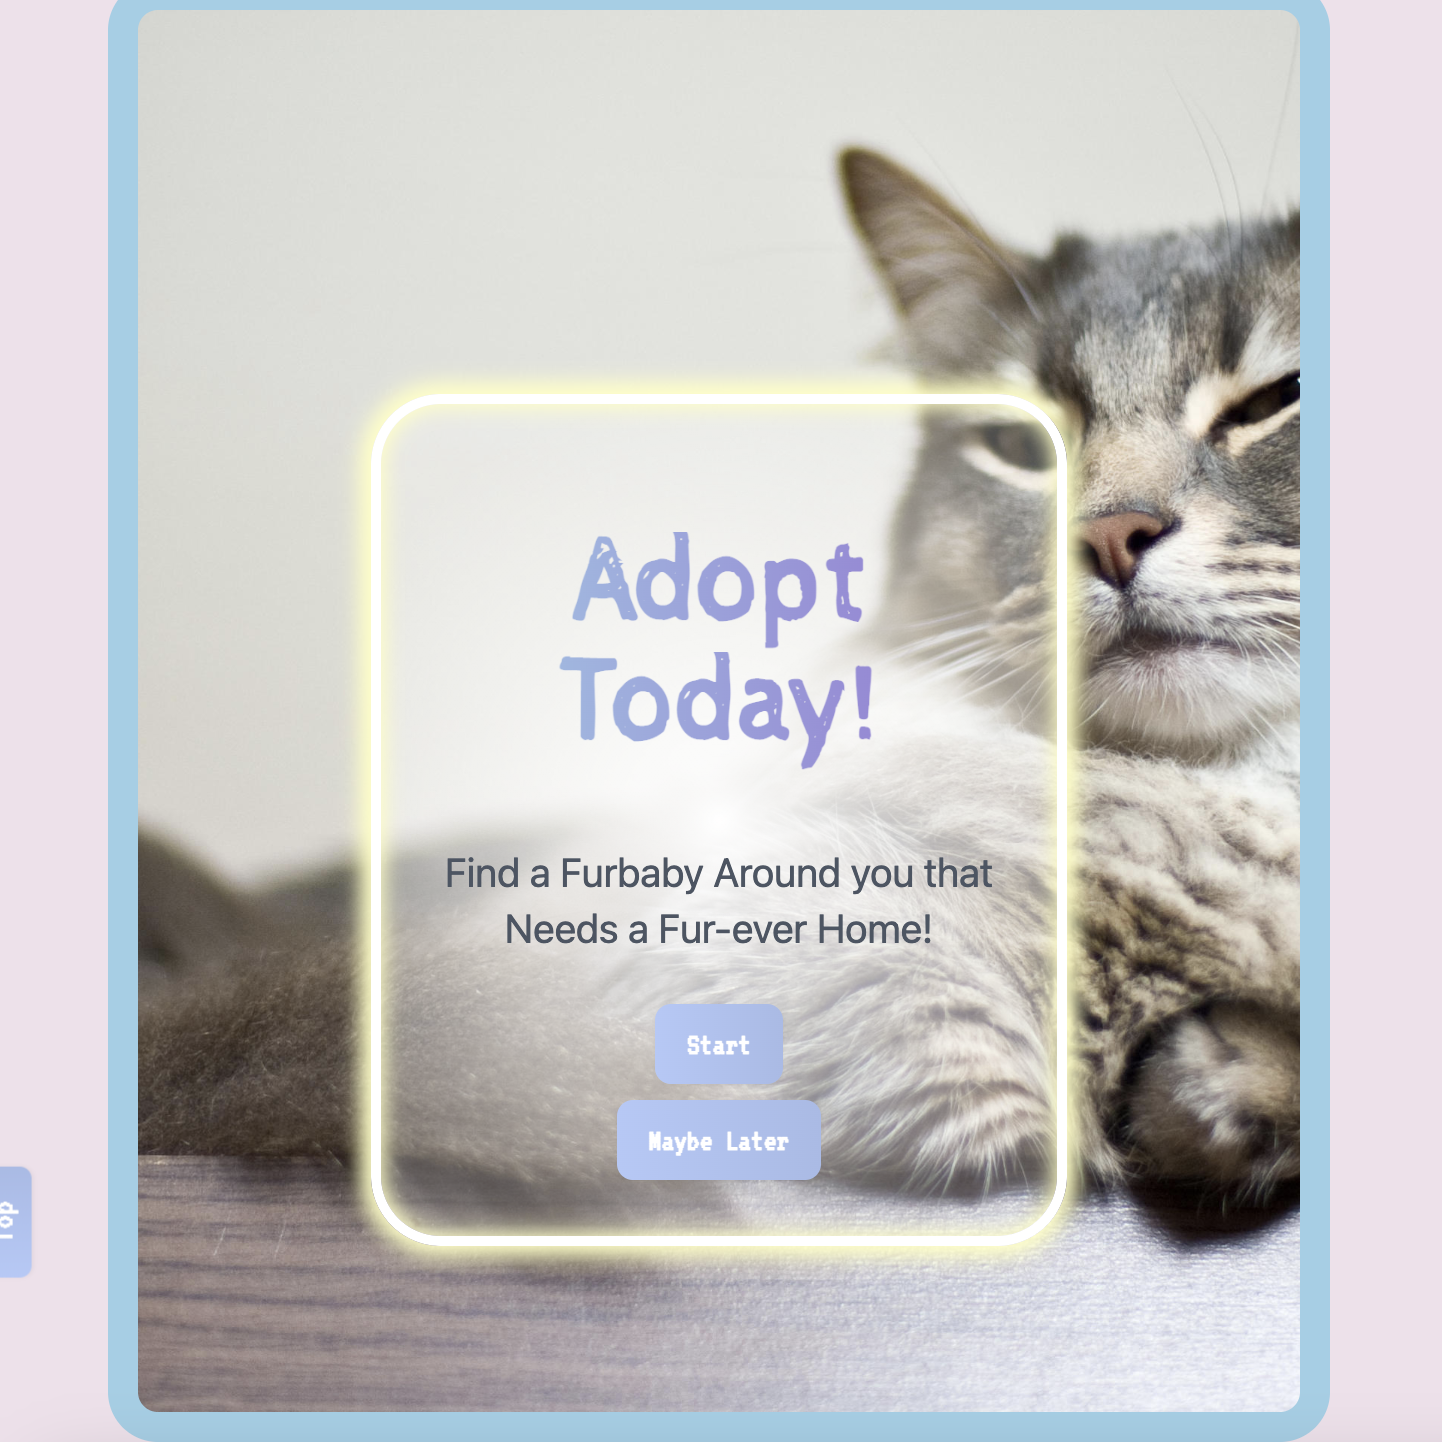 Adopt
Today!
Find a Furbaby Around you that
Needs a Fur-ever Home!
Start
Maybe Later
Top